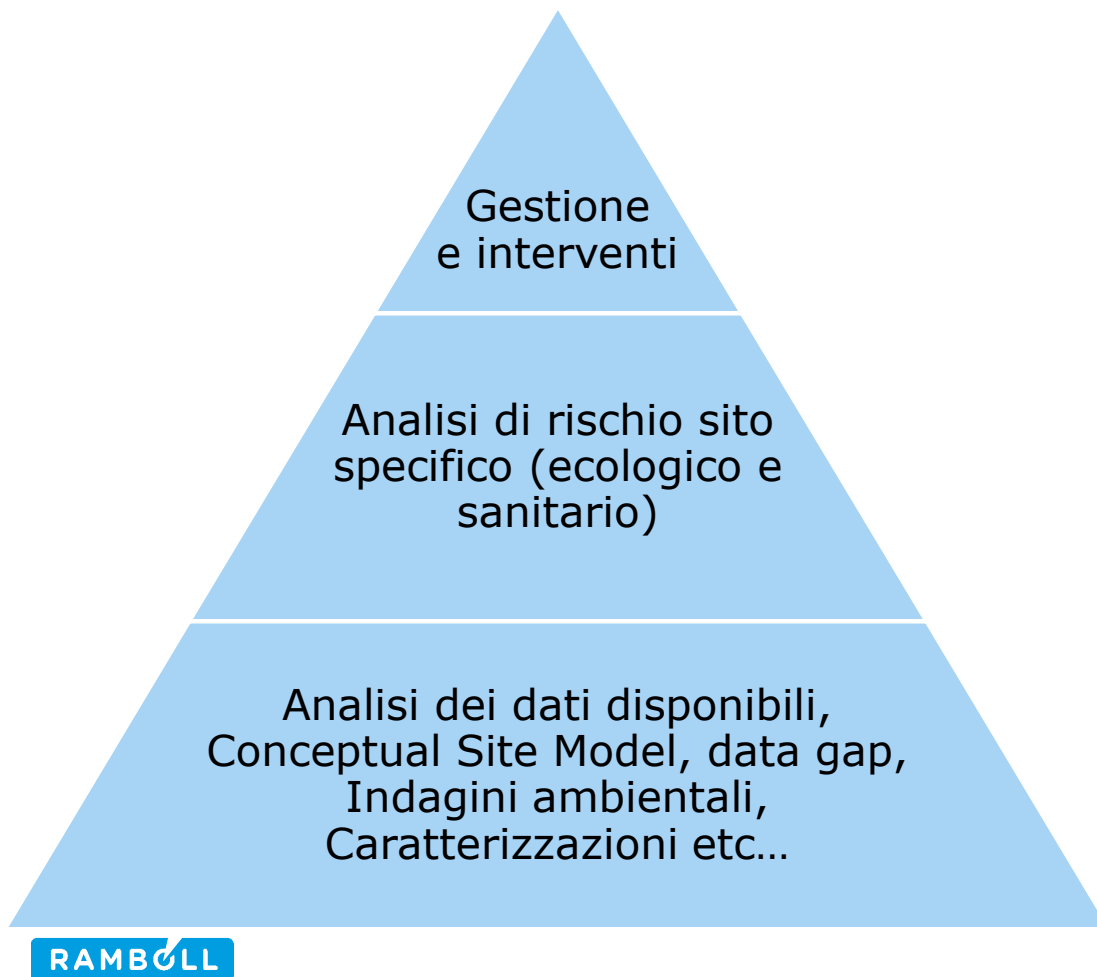 Gestione
e interventi
Analisi di rischio sito
specifico (ecologico e
sanitario)
Analisi dei dati disponibili,
Conceptual Site Model, data gap,
Indagini ambientali,
Caratterizzazioni etc…
RAMBOLL